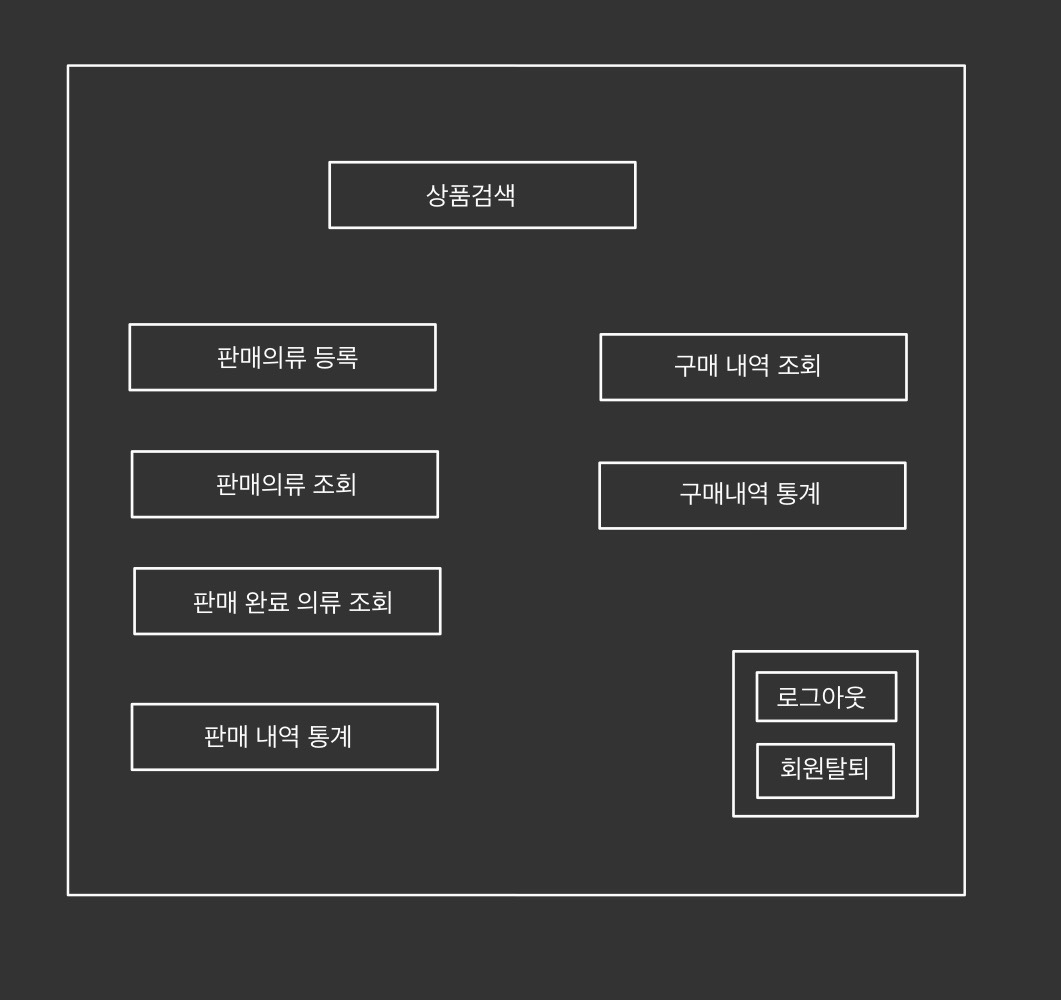 상품검색
판매의류 등록
판매의류 조회
판매 완료 의류 조회
판매 내역 통계
구매 내역 조회
구매내역 통계
로그아웃
회원탈퇴